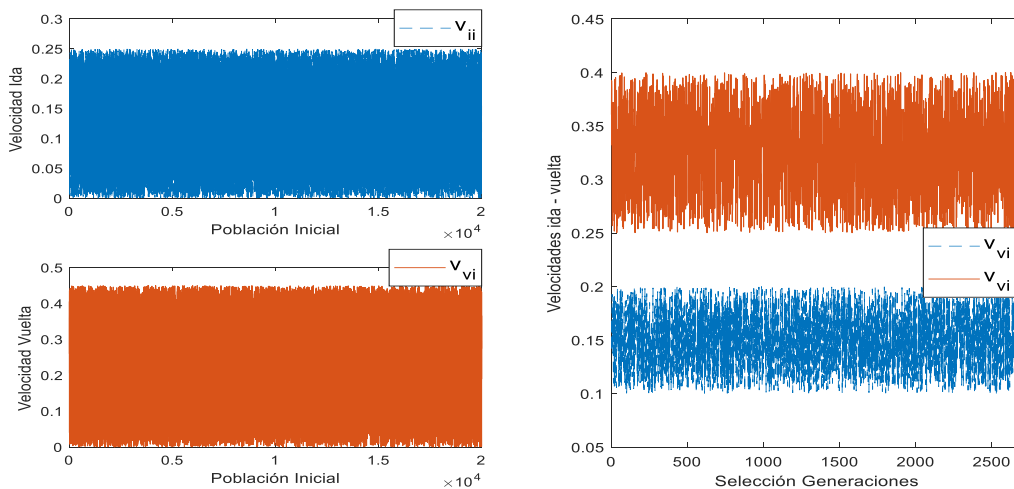 0.3
0.25
0.2
0.15
0.1
0.05
0
Velocidad Ida
v_ii
0 0.5 1 1.5 2
Población Inicial
×10^4
0.5
0.4
0.3
0.2
0.1
0
Velocidad Vuelta
v_vi
0 0.5 1 1.5 2
Población Inicial
×10^4
0.45
0.4
0.35
0.3
0.25
0.2
0.15
0.1
0.05
Velocidades ida - vuelta
v_vi
v_vi
0 500 1000 1500 2000 2500
Selección Generaciones